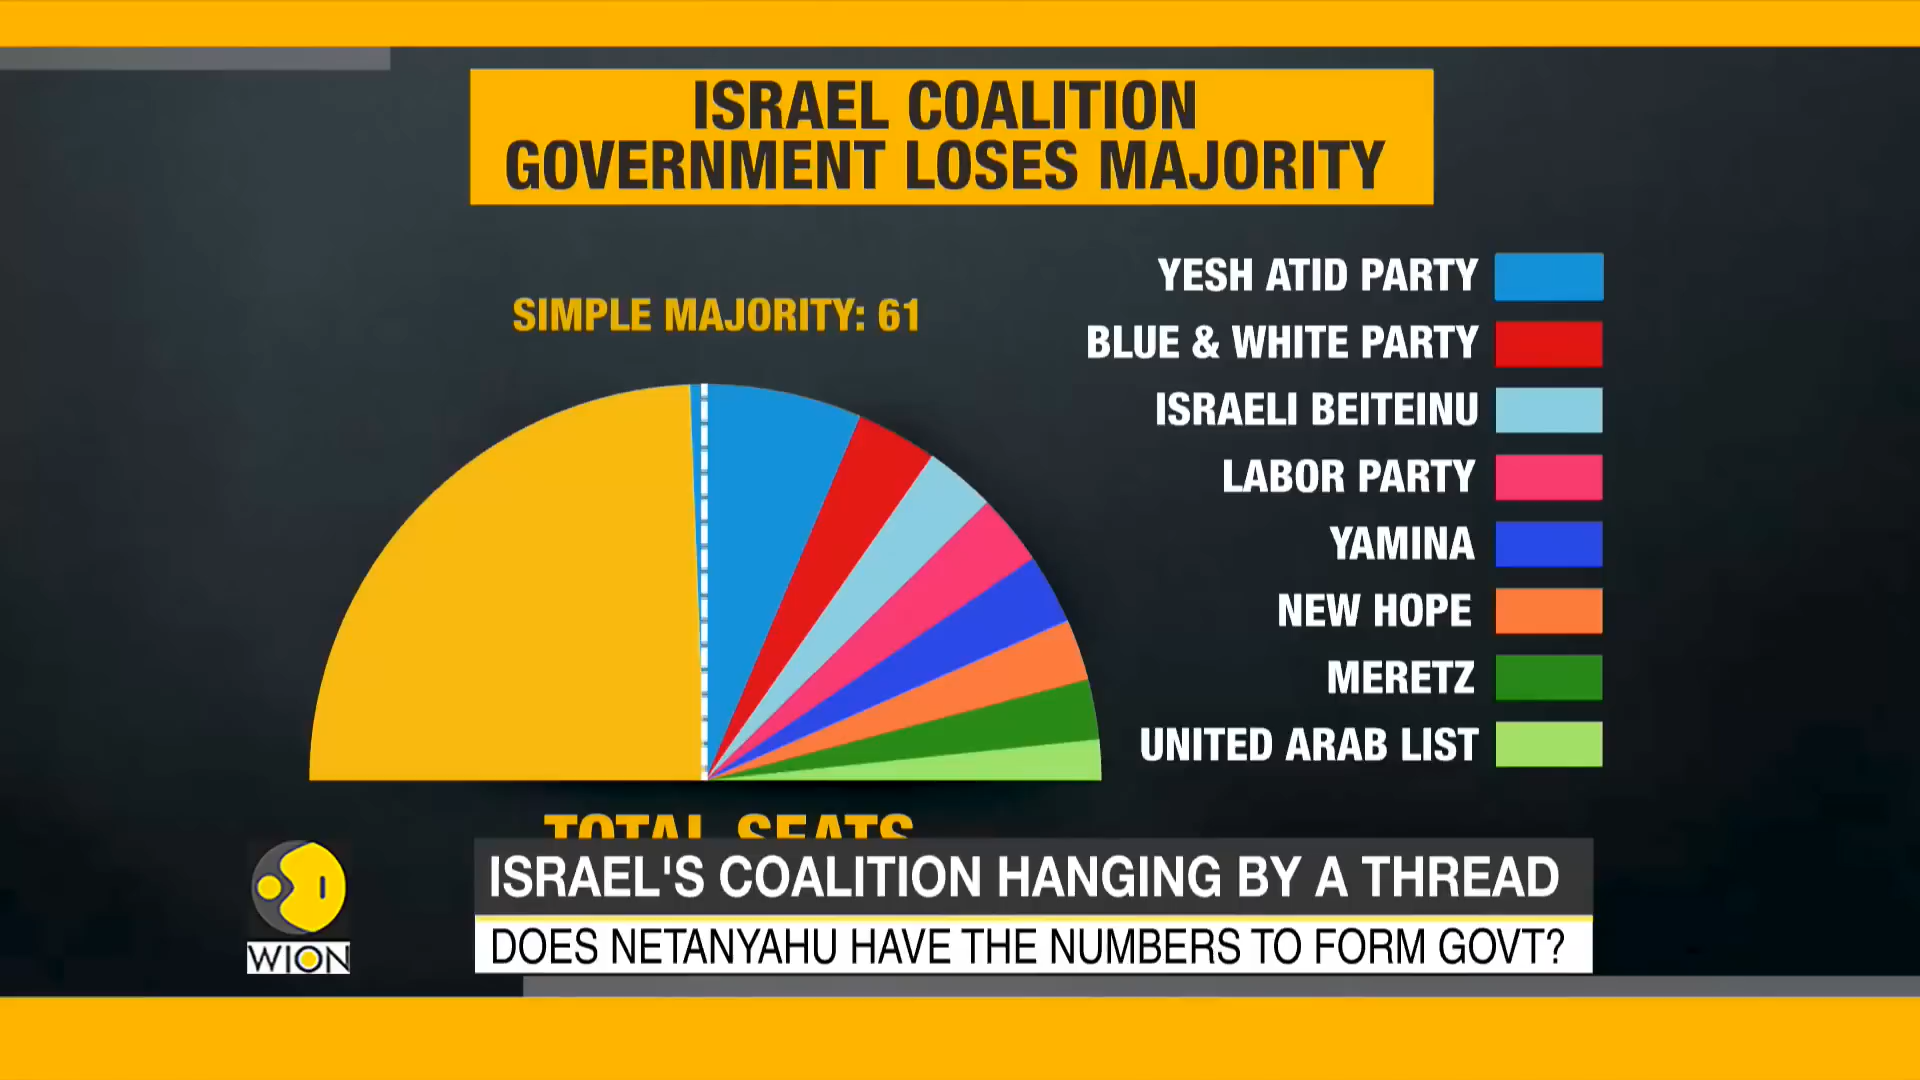 ISRAEL COALITION
GOVERNMENT LOSES MAJORITY
SIMPLE MAJORITY: 61
YESH ATID PARTY
BLUE & WHITE PARTY
ISRAELI BEITEINU
LABOR PARTY
YAMINA
NEW HOPE
MERETZ
UNITED ARAB LIST
TOTAL SEATS
ISRAEL'S COALITION HANGING BY A THREAD
DOES NETANYAHU HAVE THE NUMBERS TO FORM GOVT?
WION